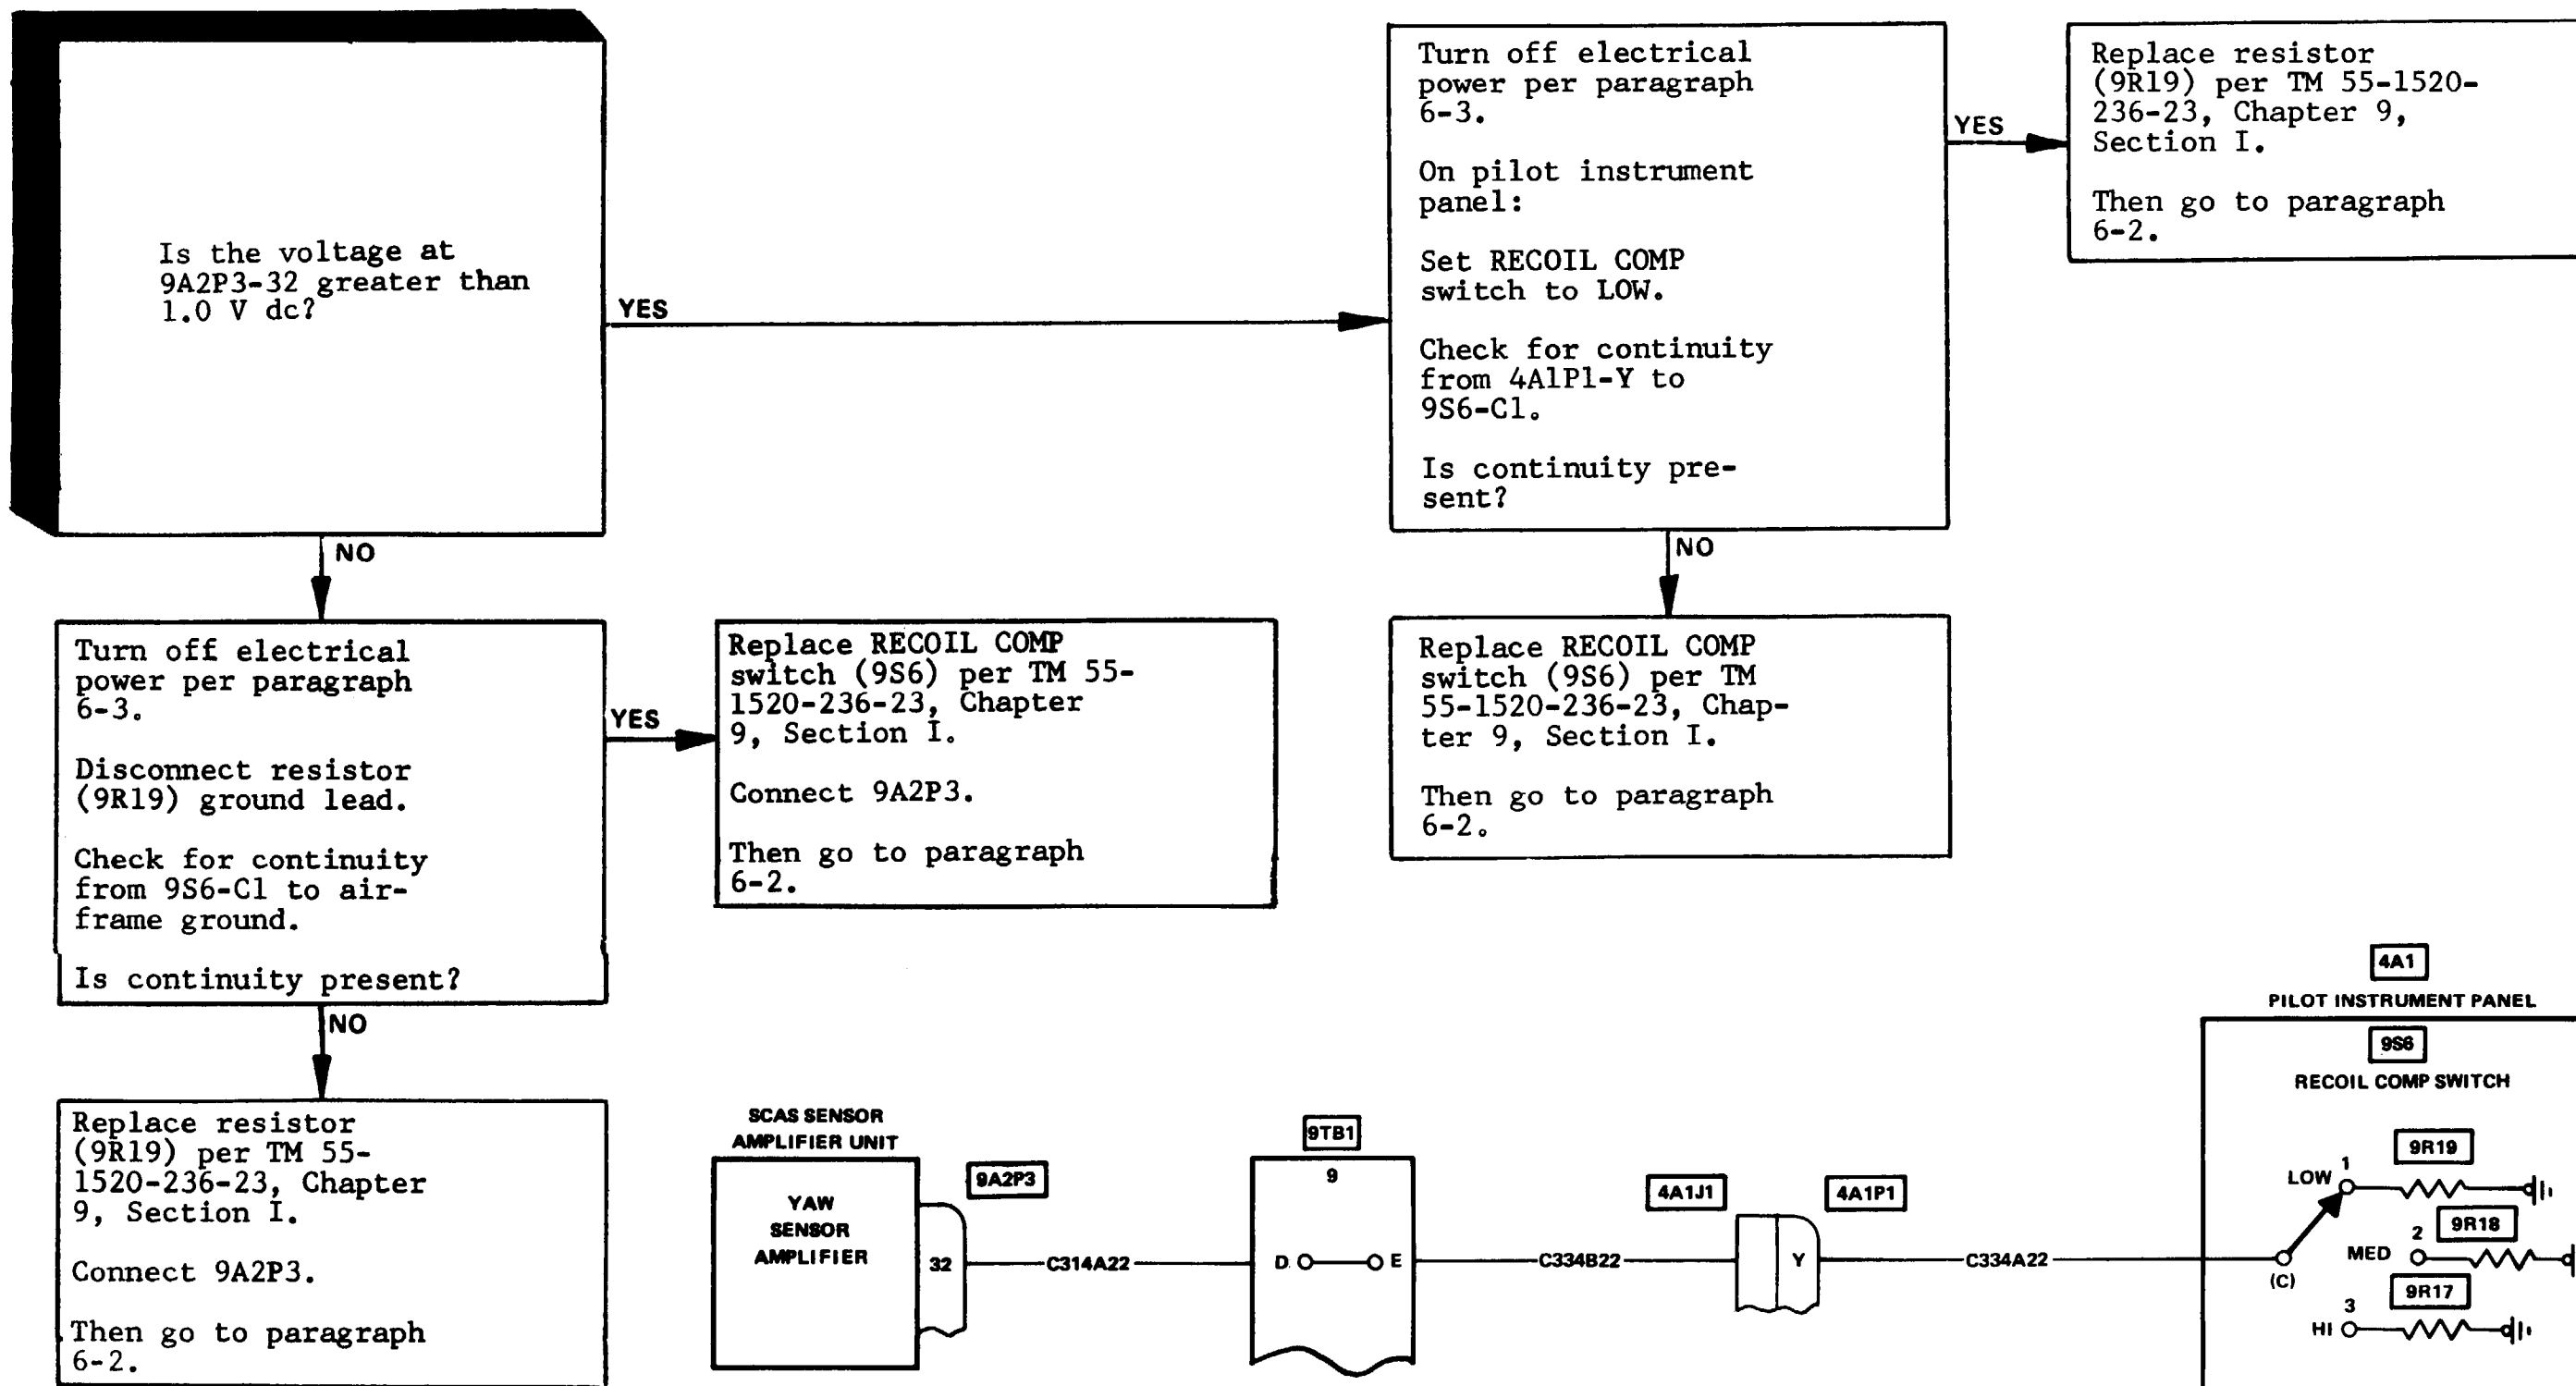 Is the voltage at
9A2P3-32 greater than
1.0 V dc?
YES
NO
Turn off electrical
power per paragraph
6-3.
On pilot instrument
panel:
Set RECOIL COMP
switch to LOW.
Check for continuity
from 4A1P1-Y to
9S6-C1.
Is continuity pre-
sent?
YES
NO
Replace resistor
(9R19) per TM 55-1520-
236-23, Chapter 9,
Section I.
Then go to paragraph
6-2.
Turn off electrical
power per paragraph
6-3.
Disconnect resistor
(9R19) ground lead.
Check for continuity
from 9S6-C1 to air-
frame ground.
Is continuity present?
YES
NO
Replace RECOIL COMP
switch (9S6) per TM 55-
1520-236-23, Chapter
9, Section I.
Connect 9A2P3.
Then go to paragraph
6-2.
Replace RECOIL COMP
switch (9S6) per TM
55-1520-236-23, Chap-
ter 9, Section I.
Then go to paragraph
6-2.
Replace resistor
(9R19) per TM 55-
1520-236-23, Chapter
9, Section I.
Connect 9A2P3.
Then go to paragraph
6-2.
SCAS SENSOR
AMPLIFIER UNIT
YAW
SENSOR
AMPLIFIER
9A2P3
32
C314A22
9TB1
9
D E
C334B22
4A1J1
4A1P1
Y
C334A22
4A1
PILOT INSTRUMENT PANEL
9S6
RECOIL COMP SWITCH
LOW 1 9R19
MED 2 9R18
(C)
HI 3 9R17